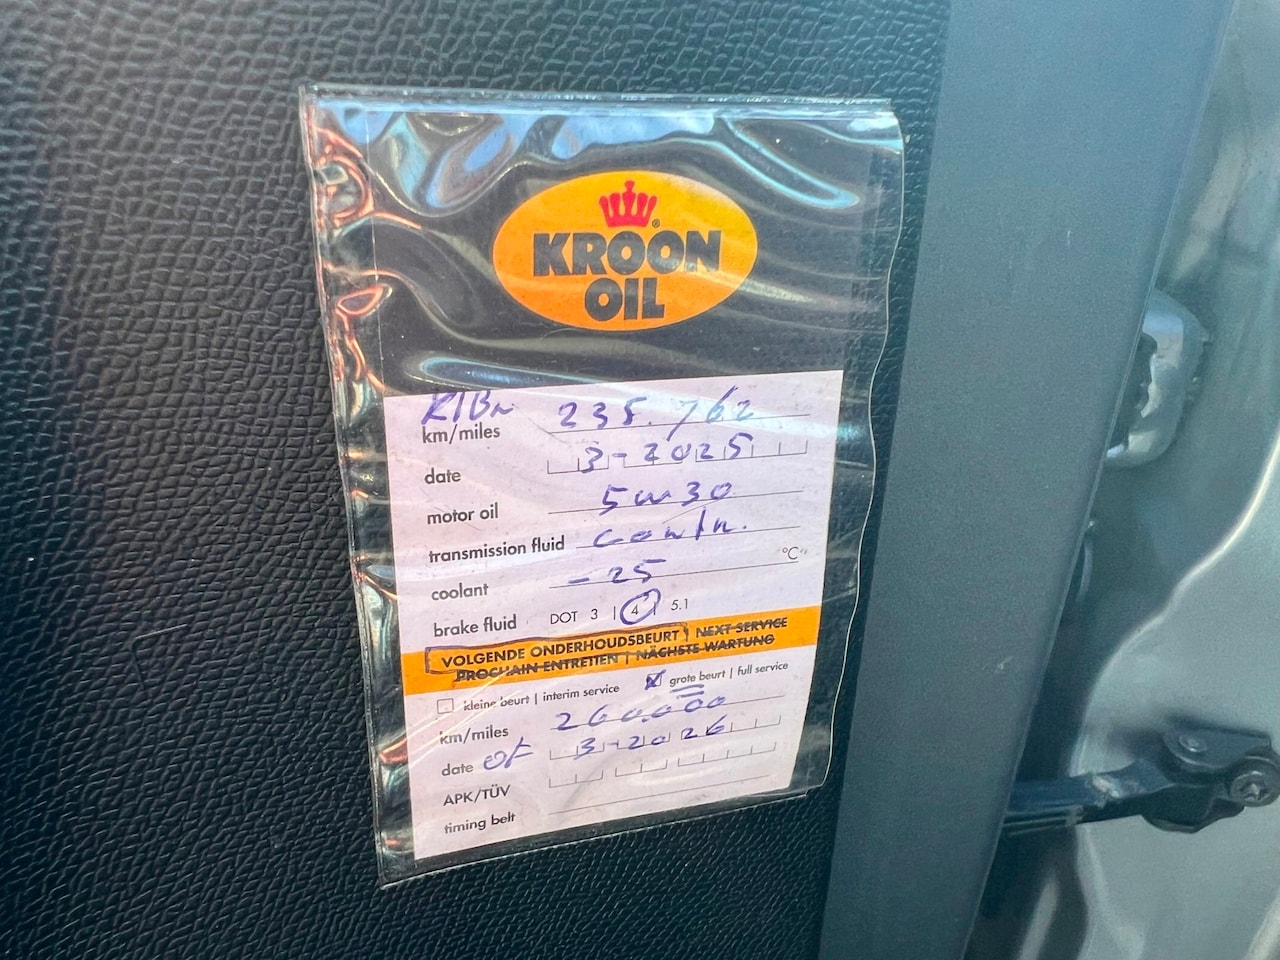 KROON
OIL
®
km/miles 235.762
date 3-2025
motor oil 5w30
transmission fluid contr.
coolant -25 °C
brake fluid DOT 3 | 4 | 5.1
VOLGENDE ONDERHOUDSBEURT | NEXT SERVICE
PROCHAIN ENTRETIEN | NÄCHSTE WARTUNG
kleine beurt | interim service grote beurt | full service
km/miles 260.000
date of 3-2026
APK/TÜV
timing belt